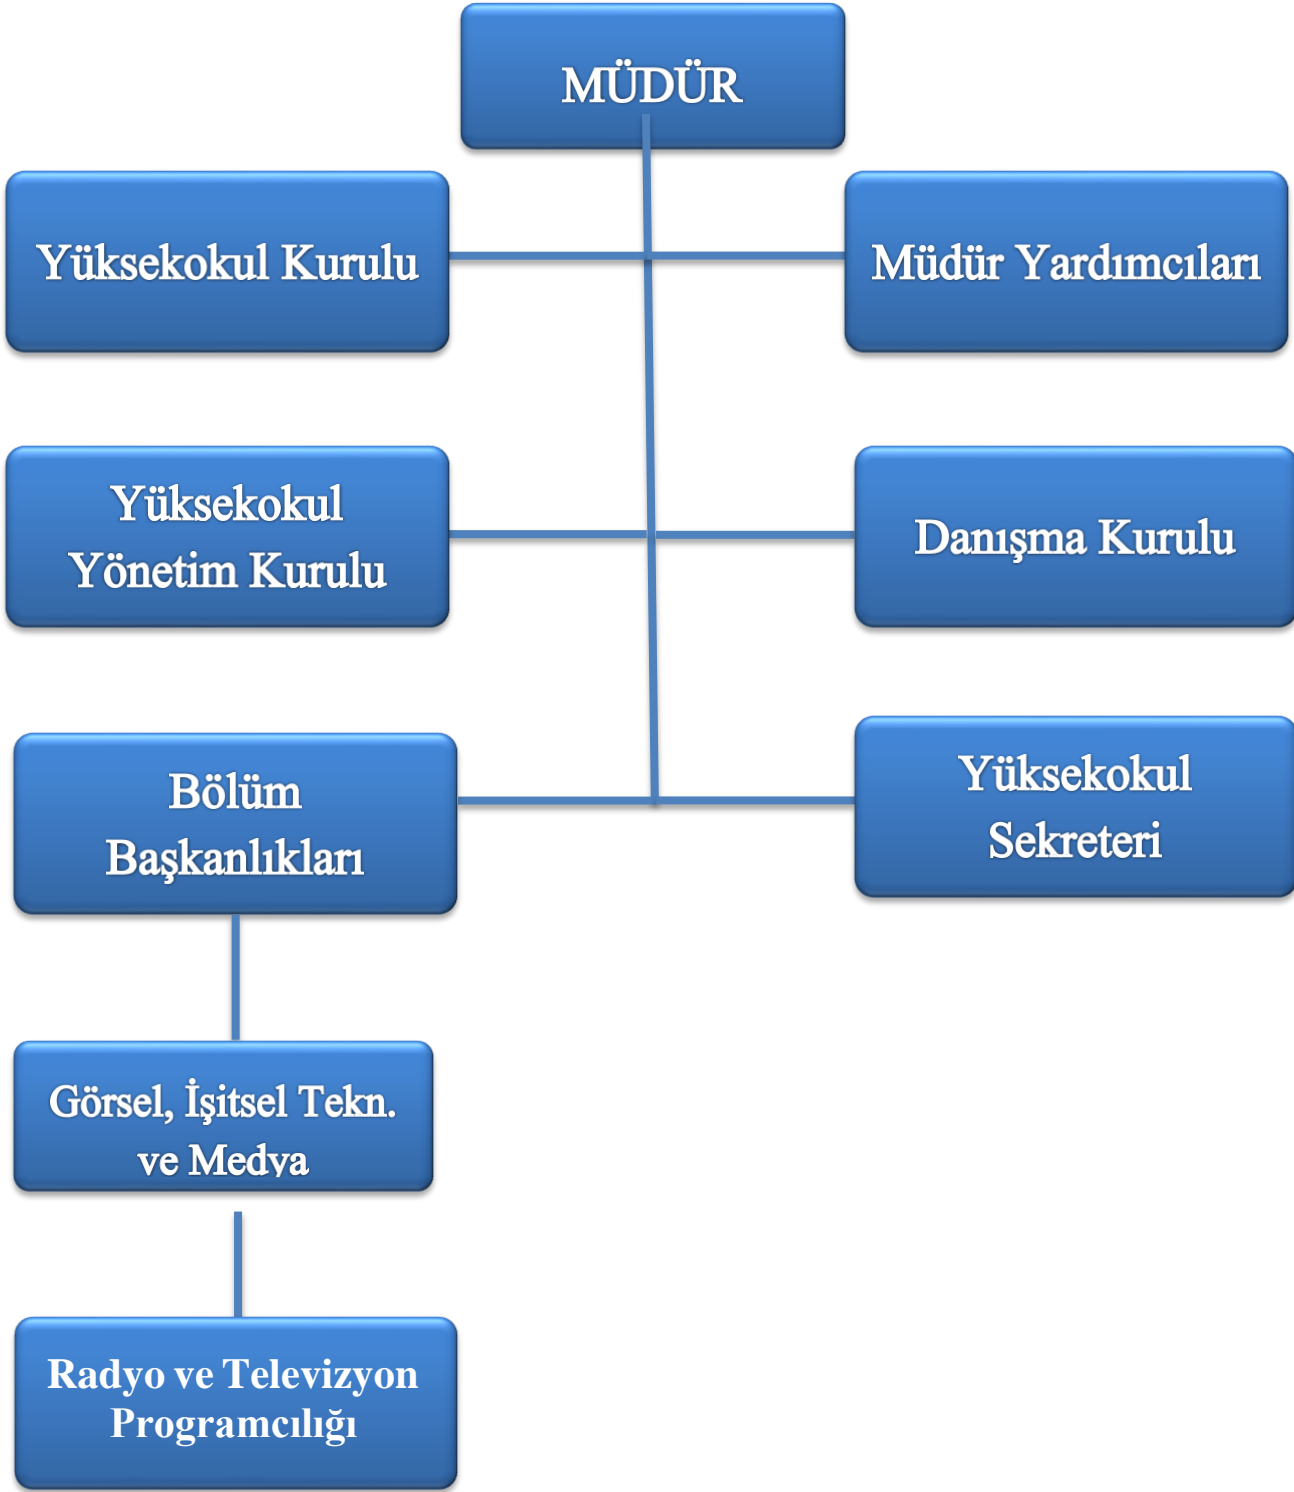 MÜDÜR
Yüksekokul Kurulu
Müdür Yardımcıları
Yüksekokul
Yönetim Kurulu
Danışma Kurulu
Bölüm
Başkanlıkları
Yüksekokul
Sekreteri
Görsel, İşitsel Tekn.
ve Medya
Radyo ve Televizyon
Programcılığı